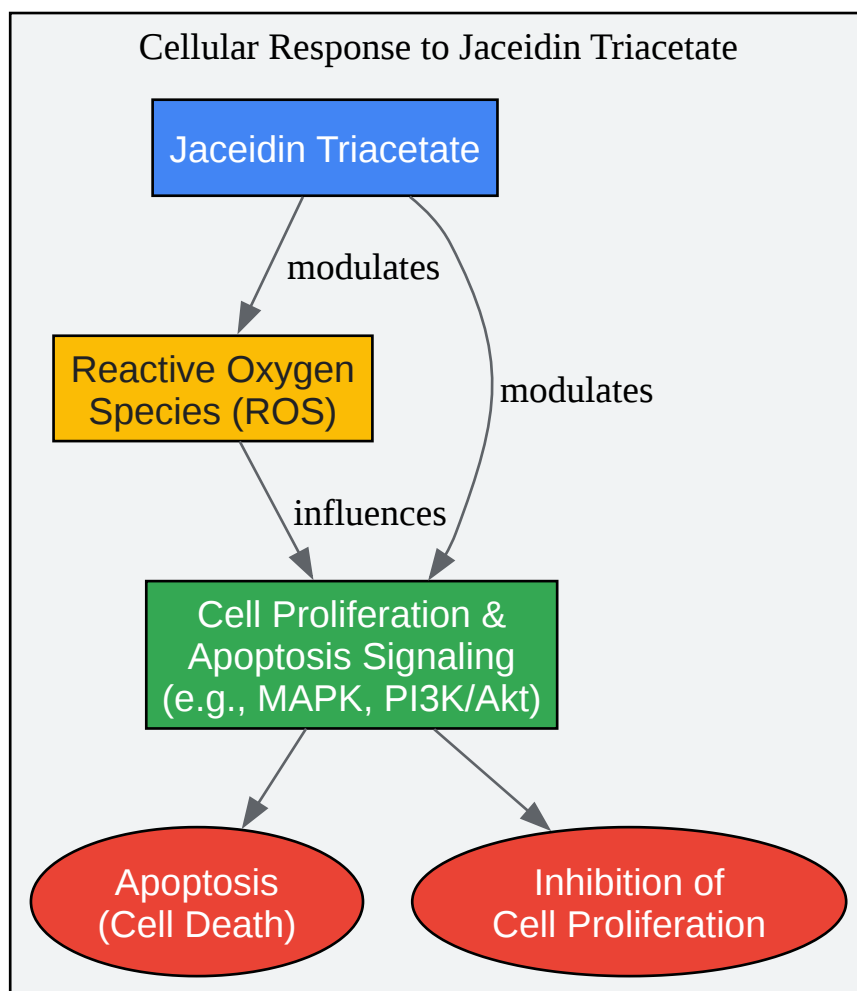 Cellular Response to Jaceidin Triacetate
Jaceidin Triacetate
modulates
Reactive Oxygen
Species (ROS)
modulates
influences
Cell Proliferation &
Apoptosis Signaling
(e.g., MAPK, PI3K/Akt)
Apoptosis
(Cell Death)
Inhibition of
Cell Proliferation